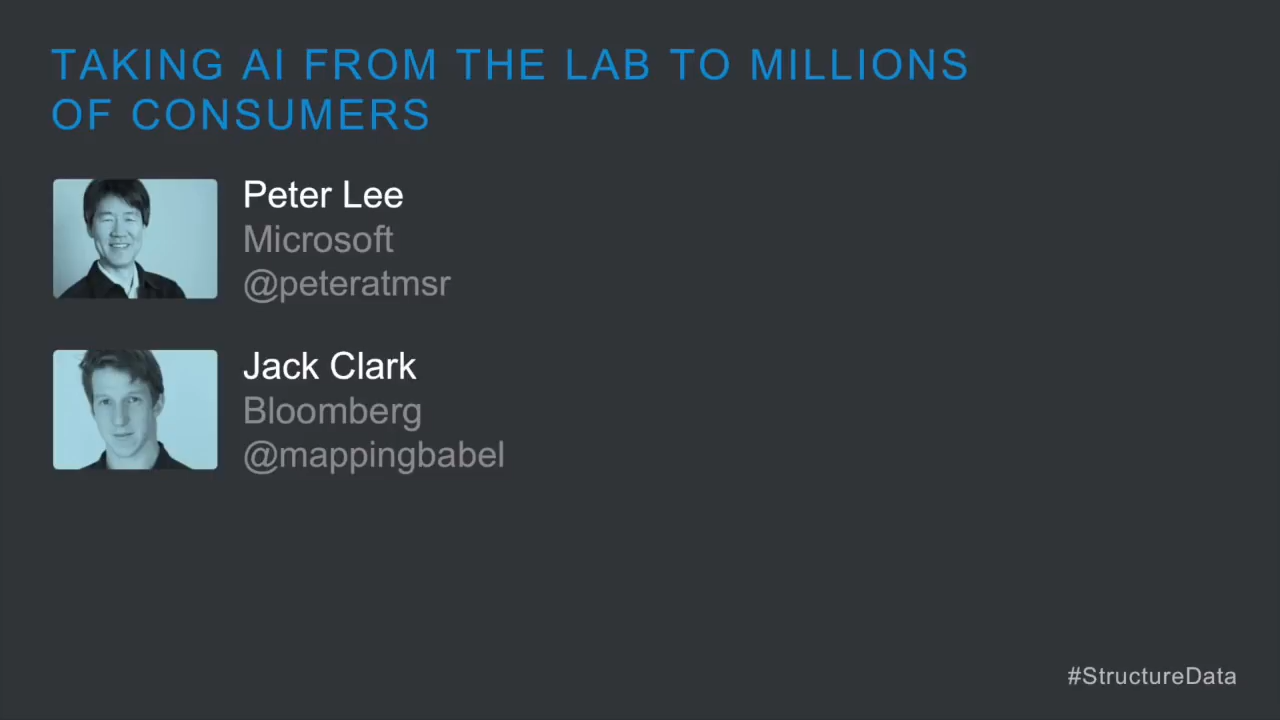 TAKING AI FROM THE LAB TO MILLIONS
OF CONSUMERS
Peter Lee
Microsoft
@peteratmsr
Jack Clark
Bloomberg
@mappingbabel
#StructureData